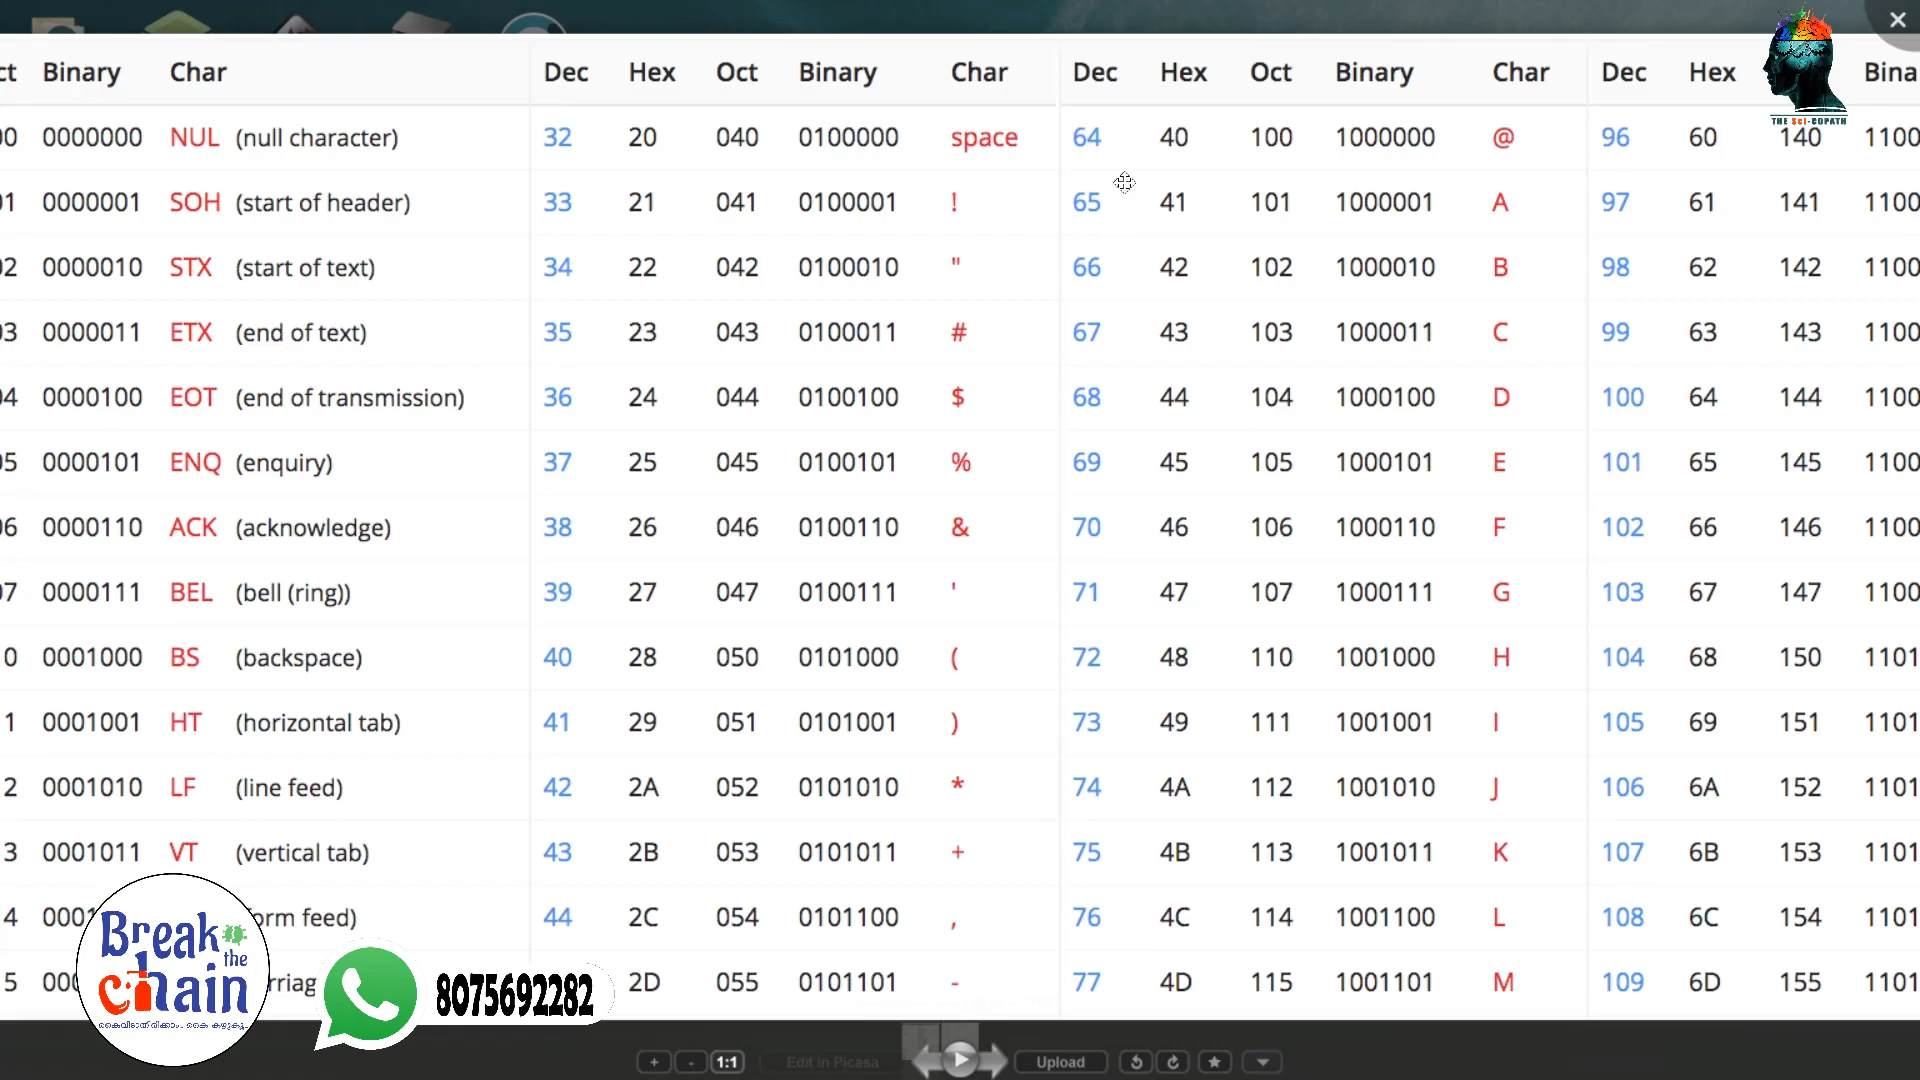 ct Binary Char Dec Hex Oct Binary Char Dec Hex Oct Binary Char Dec Hex Bina
THE SCI-COPATH
00 0000000 NUL (null character) 32 20 040 0100000 space 64 40 100 1000000 @ 96 60 140 1100
01 0000001 SOH (start of header) 33 21 041 0100001 ! 65 41 101 1000001 A 97 61 141 1100
02 0000010 STX (start of text) 34 22 042 0100010 " 66 42 102 1000010 B 98 62 142 1100
03 0000011 ETX (end of text) 35 23 043 0100011 # 67 43 103 1000011 C 99 63 143 1100
04 0000100 EOT (end of transmission) 36 24 044 0100100 $ 68 44 104 1000100 D 100 64 144 1100
05 0000101 ENQ (enquiry) 37 25 045 0100101 % 69 45 105 1000101 E 101 65 145 1100
06 0000110 ACK (acknowledge) 38 26 046 0100110 & 70 46 106 1000110 F 102 66 146 1100
07 0000111 BEL (bell (ring)) 39 27 047 0100111 ' 71 47 107 1000111 G 103 67 147 1100
0 0001000 BS (backspace) 40 28 050 0101000 ( 72 48 110 1001000 H 104 68 150 1101
1 0001001 HT (horizontal tab) 41 29 051 0101001 ) 73 49 111 1001001 I 105 69 151 1101
2 0001010 LF (line feed) 42 2A 052 0101010 * 74 4A 112 1001010 J 106 6A 152 1101
3 0001011 VT (vertical tab) 43 2B 053 0101011 + 75 4B 113 1001011 K 107 6B 153 1101
4 000 orm feed) 44 2C 054 0101100 , 76 4C 114 1001100 L 108 6C 154 1101
5 000 rriag 2D 055 0101101 - 77 4D 115 1001101 M 109 6D 155 1101
Break
the
chain
കൈവിടാതിരിക്കാം.. കൈ കഴുകൂ..
8075692282
+ - 1:1 Edit in Picasa Upload